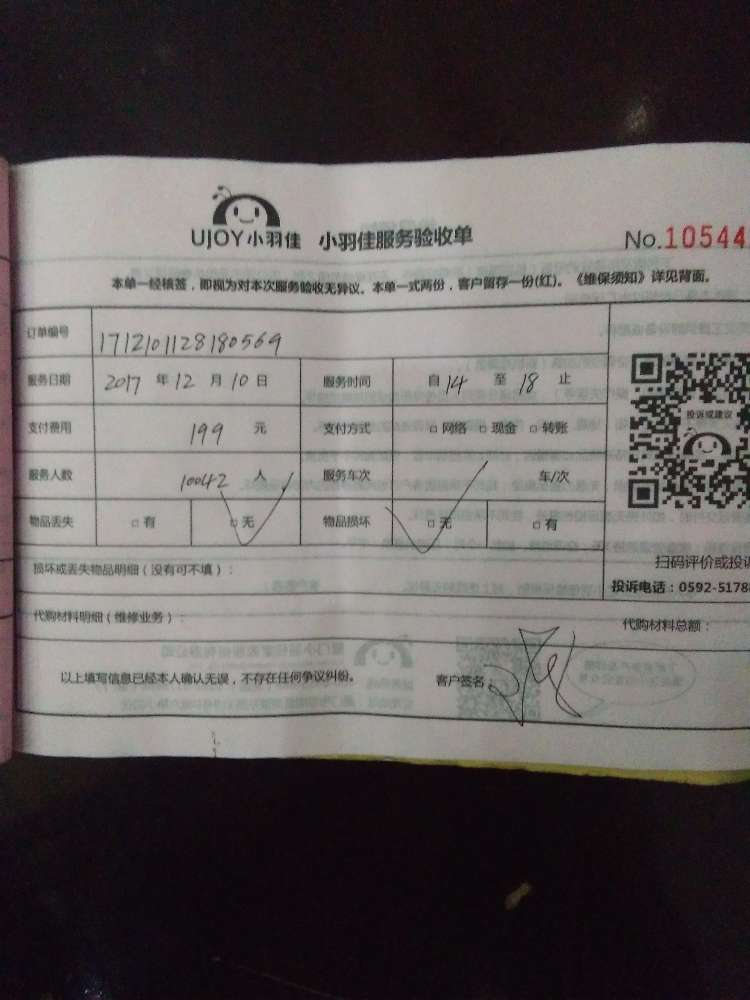 UJOY小羽佳 小羽佳服务验收单 No.10544
本单一经核签，即视为对本次服务验收无异议。本单一式两份，客户留存一份(红)。《维保须知》详见背面。
订单编号 1712101128180569
服务日期 2017 年 12 月 10 日 服务时间 自 14 至 18 止
支付费用 199 元 支付方式 □ 网络 □ 现金 □ 转账
投诉或建议
服务人数 10042 人 服务车次 车/次
物品丢失 □ 有 □ 无 物品损坏 □ 无 □ 有
扫码评价或投
损坏或丢失物品明细（没有可不填）：
投诉电话：0592-5178
代购材料明细（维修业务）： 代购材料总额：
以上填写信息已经本人确认无误，不存在任何争议纠纷。 客户签名：